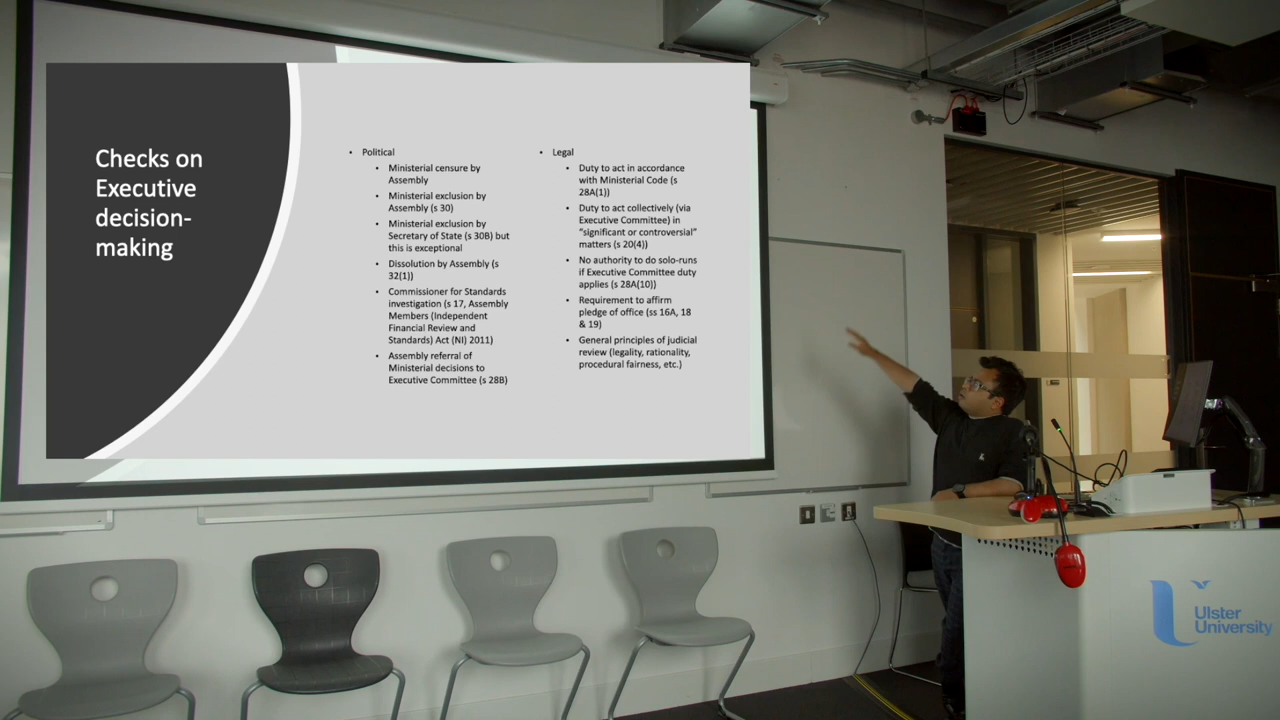 Checks on
Executive
decision-
making
• Political
• Ministerial censure by
Assembly
• Ministerial exclusion by
Assembly (s 30)
• Ministerial exclusion by
Secretary of State (s 30B) but
this is exceptional
• Dissolution by Assembly (s
32(1))
• Commissioner for Standards
investigation (s 17, Assembly
Members (Independent
Financial Review and
Standards) Act (NI) 2011)
• Assembly referral of
Ministerial decisions to
Executive Committee (s 28B)
• Legal
• Duty to act in accordance
with Ministerial Code (s
28A(1))
• Duty to act collectively (via
Executive Committee) in
“significant or controversial”
matters (s 20(4))
• No authority to do solo-runs
if Executive Committee duty
applies (s 28A(10))
• Requirement to affirm
pledge of office (ss 16A, 18
& 19)
• General principles of judicial
review (legality, rationality,
procedural fairness, etc.)
Ulster
University